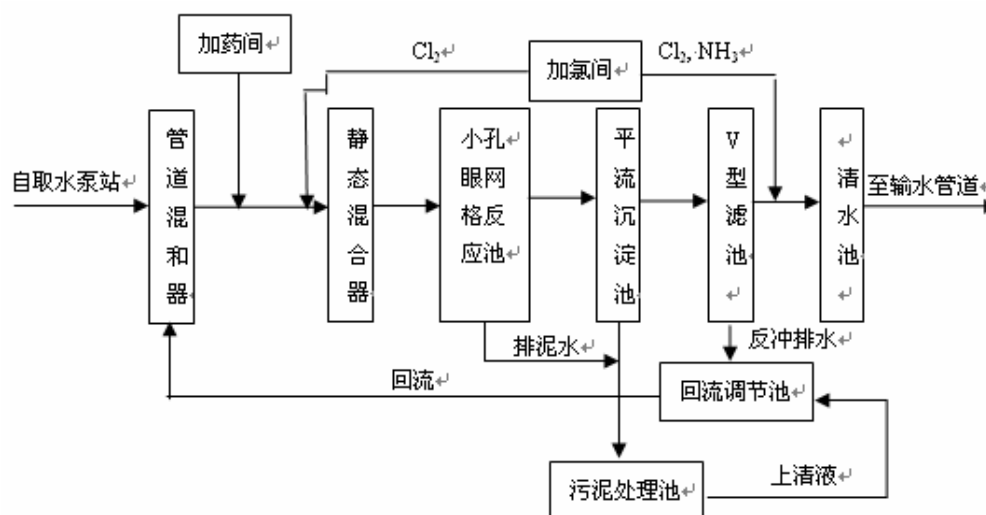 加药间↵
Cl₂↵
加氯间↵
Cl₂,·NH₃↵
自取水泵站↵
管
道
混
和
器↵
静
态
混
合
器↵
小孔↵
眼网
格反
应池↵
平
流
沉
淀
池↵
V
型
滤
池↵
↵
↵
清
水
池↵
至输水管道↵
排泥水↵
反冲排水↵
回流↵
回流调节池↵
上清液↵
污泥处理池↵